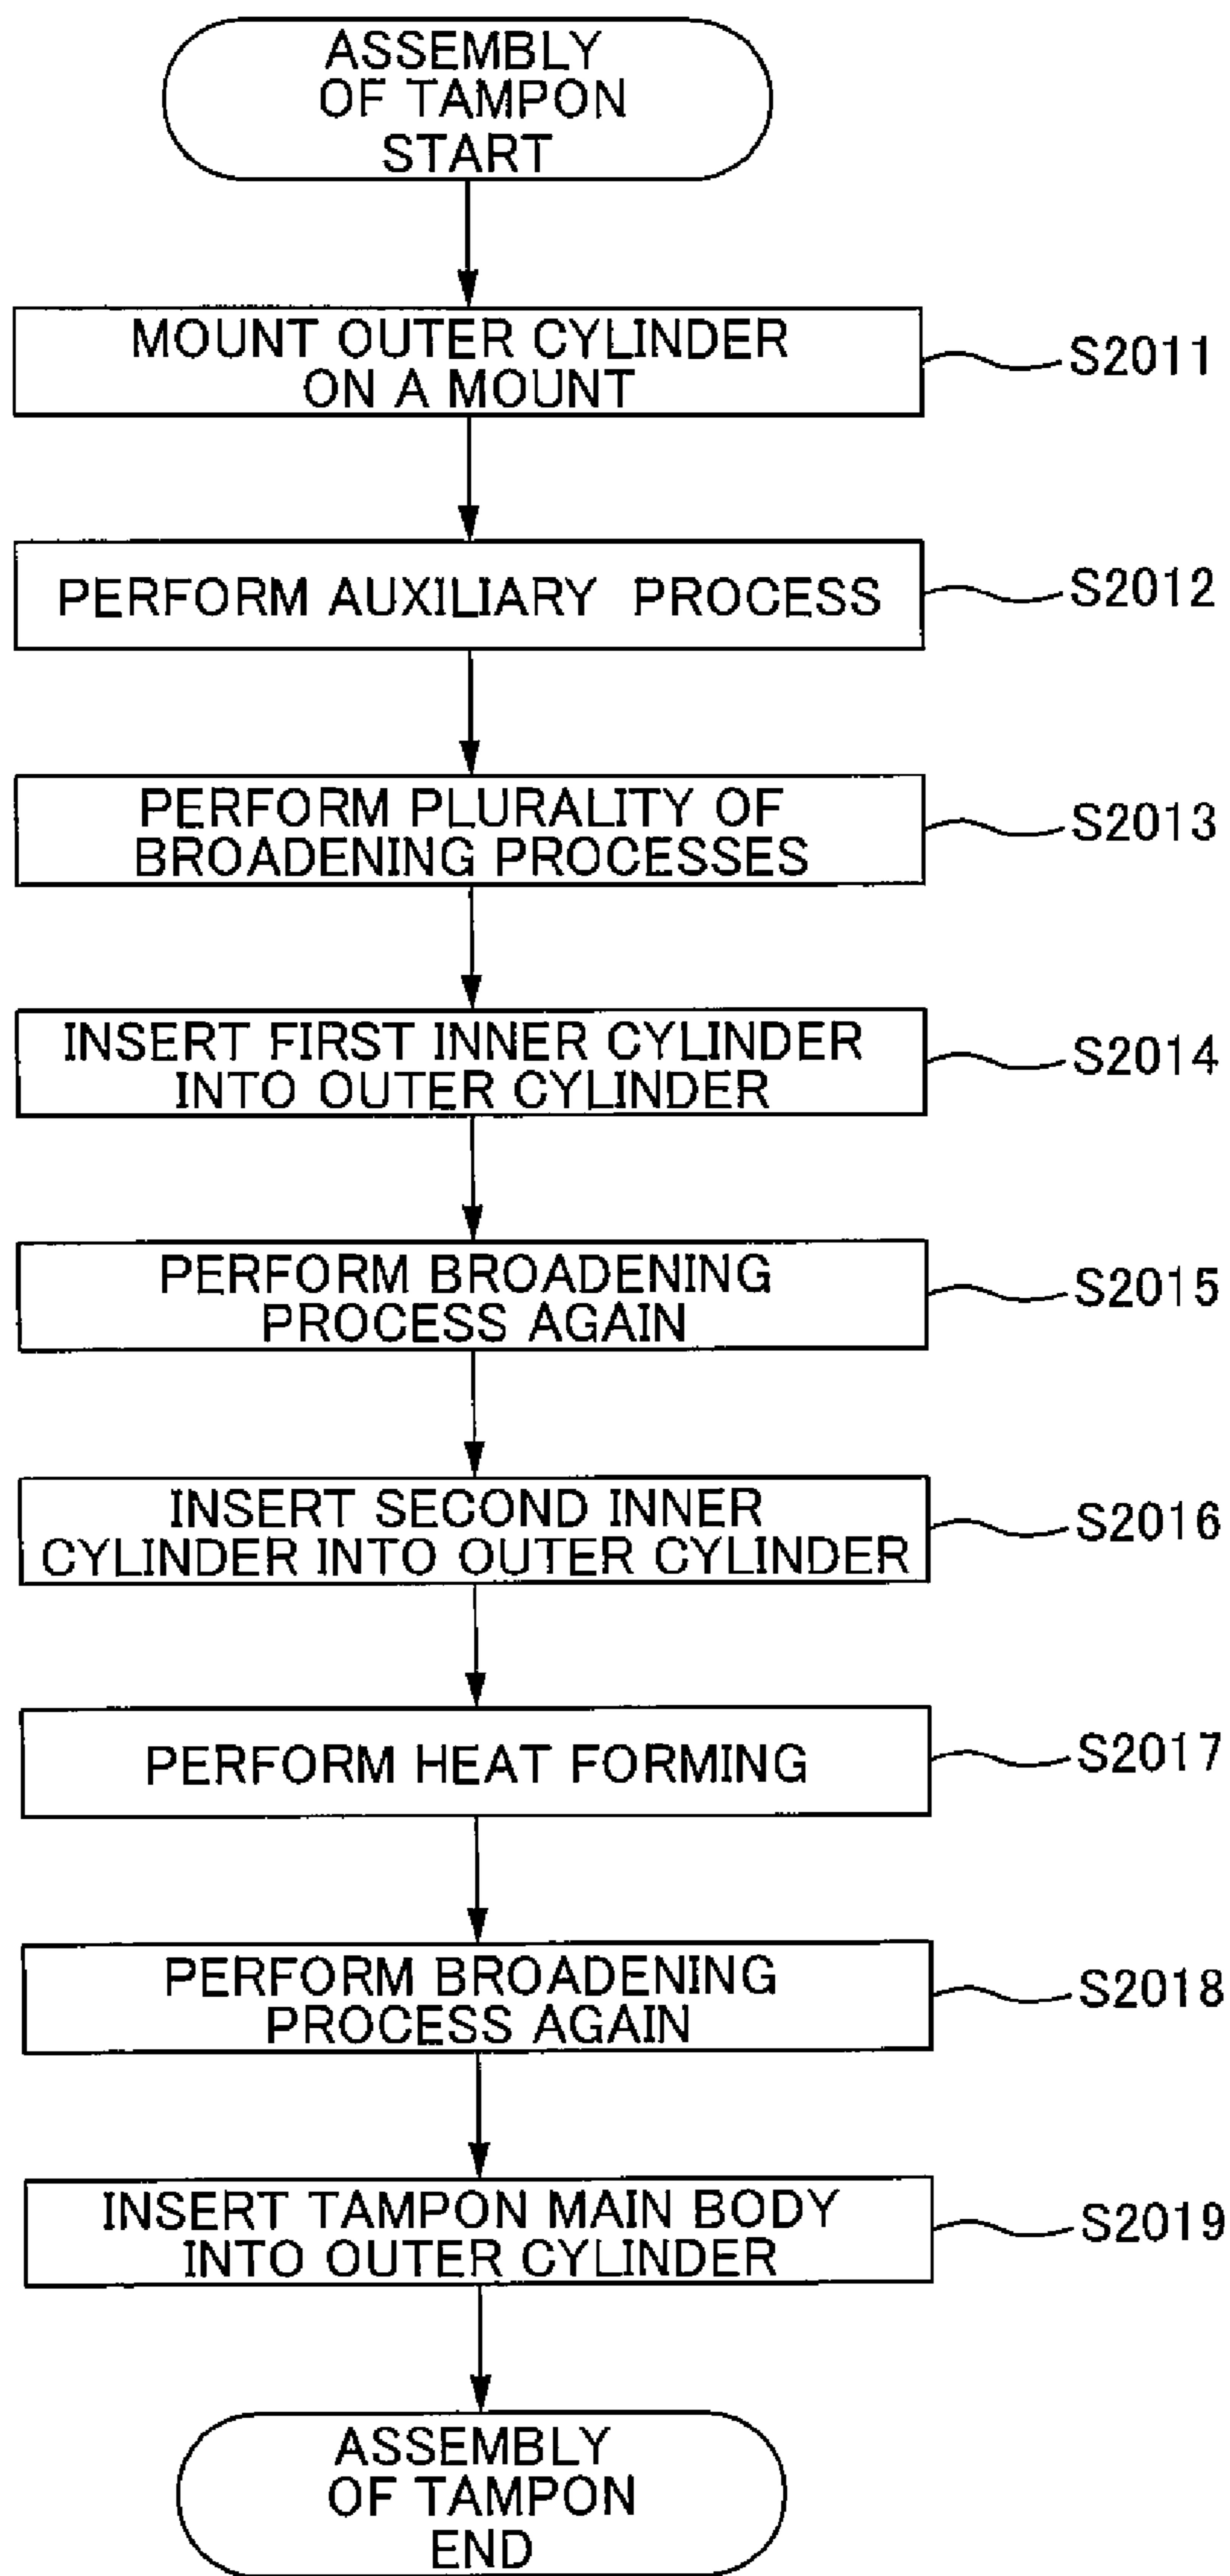 ASSEMBLY
OF TAMPON
START
MOUNT OUTER CYLINDER
ON A MOUNT
S2011
PERFORM AUXILIARY PROCESS
S2012
PERFORM PLURALITY OF
BROADENING PROCESSES
S2013
INSERT FIRST INNER CYLINDER
INTO OUTER CYLINDER
S2014
PERFORM BROADENING
PROCESS AGAIN
S2015
INSERT SECOND INNER
CYLINDER INTO OUTER CYLINDER
S2016
PERFORM HEAT FORMING
S2017
PERFORM BROADENING
PROCESS AGAIN
S2018
INSERT TAMPON MAIN BODY
INTO OUTER CYLINDER
S2019
ASSEMBLY
OF TAMPON
END